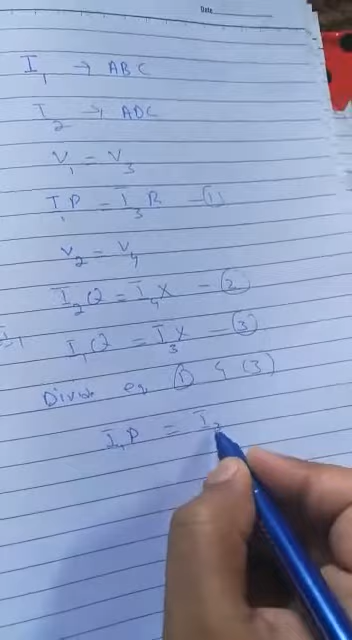 Date
I₁ → ABC
I₂ → ADC
V₁ = V₃
I₁P = I₃R – ①
V₂ = V₄
I₂Q = I₄X – ②
I₁Q = I₃X – ③
Divide eq ① & (3)
I₁P = I₃